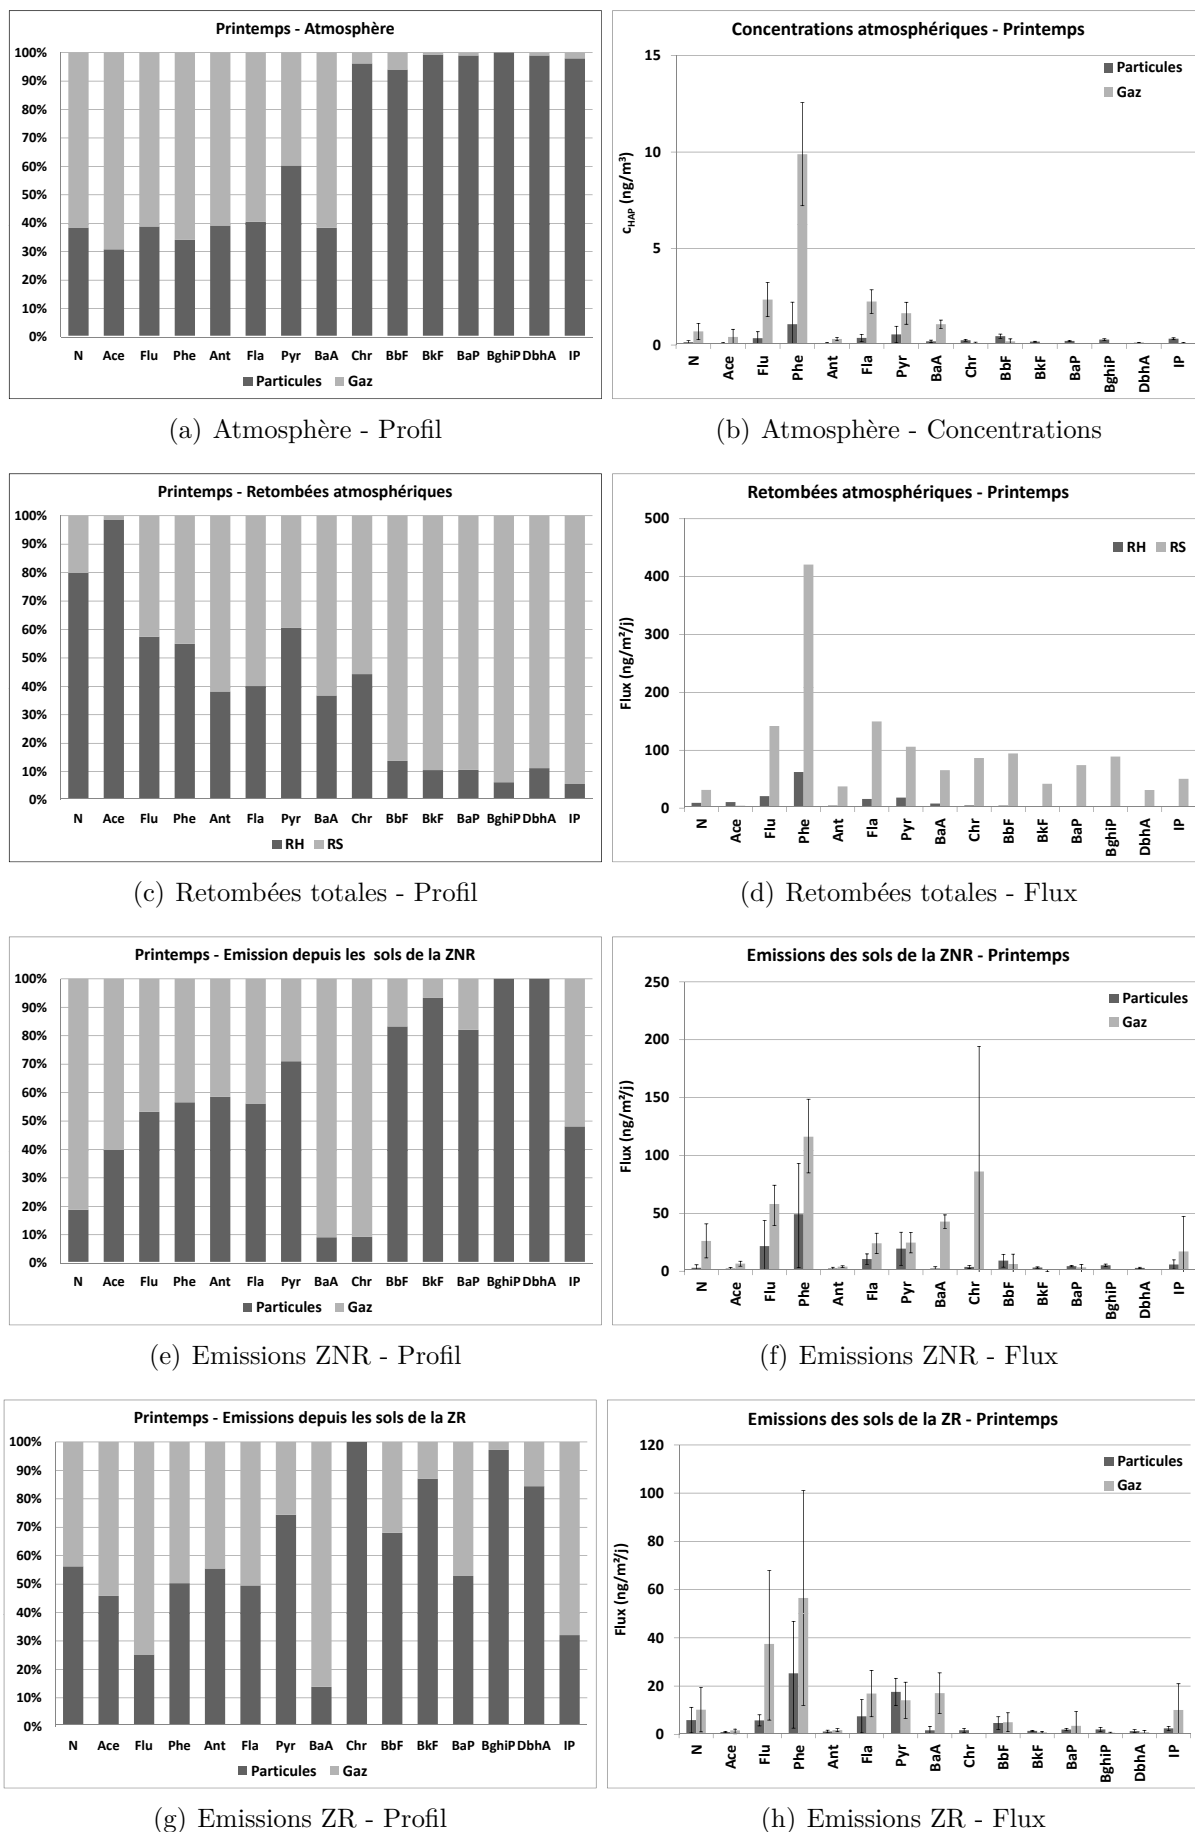 Printemps - Atmosphère
100%
90%
80%
70%
60%
50%
40%
30%
20%
10%
0%
N Ace Flu Phe Ant Fla Pyr BaA Chr BbF BkF BaP BghiP DbhA IP
Particules Gaz
(a) Atmosphère - Profil
Concentrations atmosphériques - Printemps
15
10
5
0
c_HAP (ng/m³)
Particules
Gaz
N Ace Flu Phe Ant Fla Pyr BaA Chr BbF BkF BaP BghiP DbhA IP
(b) Atmosphère - Concentrations
Printemps - Retombées atmosphériques
100%
90%
80%
70%
60%
50%
40%
30%
20%
10%
0%
N Ace Flu Phe Ant Fla Pyr BaA Chr BbF BkF BaP BghiP DbhA IP
RH RS
(c) Retombées totales - Profil
Retombées atmosphériques - Printemps
500
400
300
200
100
0
Flux (ng/m²/j)
RH RS
N Ace Flu Phe Ant Fla Pyr BaA Chr BbF BkF BaP BghiP DbhA IP
(d) Retombées totales - Flux
Printemps - Emission depuis les sols de la ZNR
100%
90%
80%
70%
60%
50%
40%
30%
20%
10%
0%
N Ace Flu Phe Ant Fla Pyr BaA Chr BbF BkF BaP BghiP DbhA IP
Particules Gaz
(e) Emissions ZNR - Profil
Emissions des sols de la ZNR - Printemps
250
200
150
100
50
0
Flux (ng/m²/j)
Particules
Gaz
N Ace Flu Phe Ant Fla Pyr BaA Chr BbF BkF BaP BghiP DbhA IP
(f) Emissions ZNR - Flux
Printemps - Emissions depuis les sols de la ZR
100%
90%
80%
70%
60%
50%
40%
30%
20%
10%
0%
N Ace Flu Phe Ant Fla Pyr BaA Chr BbF BkF BaP BghiP DbhA IP
Particules Gaz
(g) Emissions ZR - Profil
Emissions des sols de la ZR - Printemps
120
100
80
60
40
20
0
Flux (ng/m²/j)
Particules
Gaz
N Ace Flu Phe Ant Fla Pyr BaA Chr BbF BkF BaP BghiP DbhA IP
(h) Emissions ZR - Flux